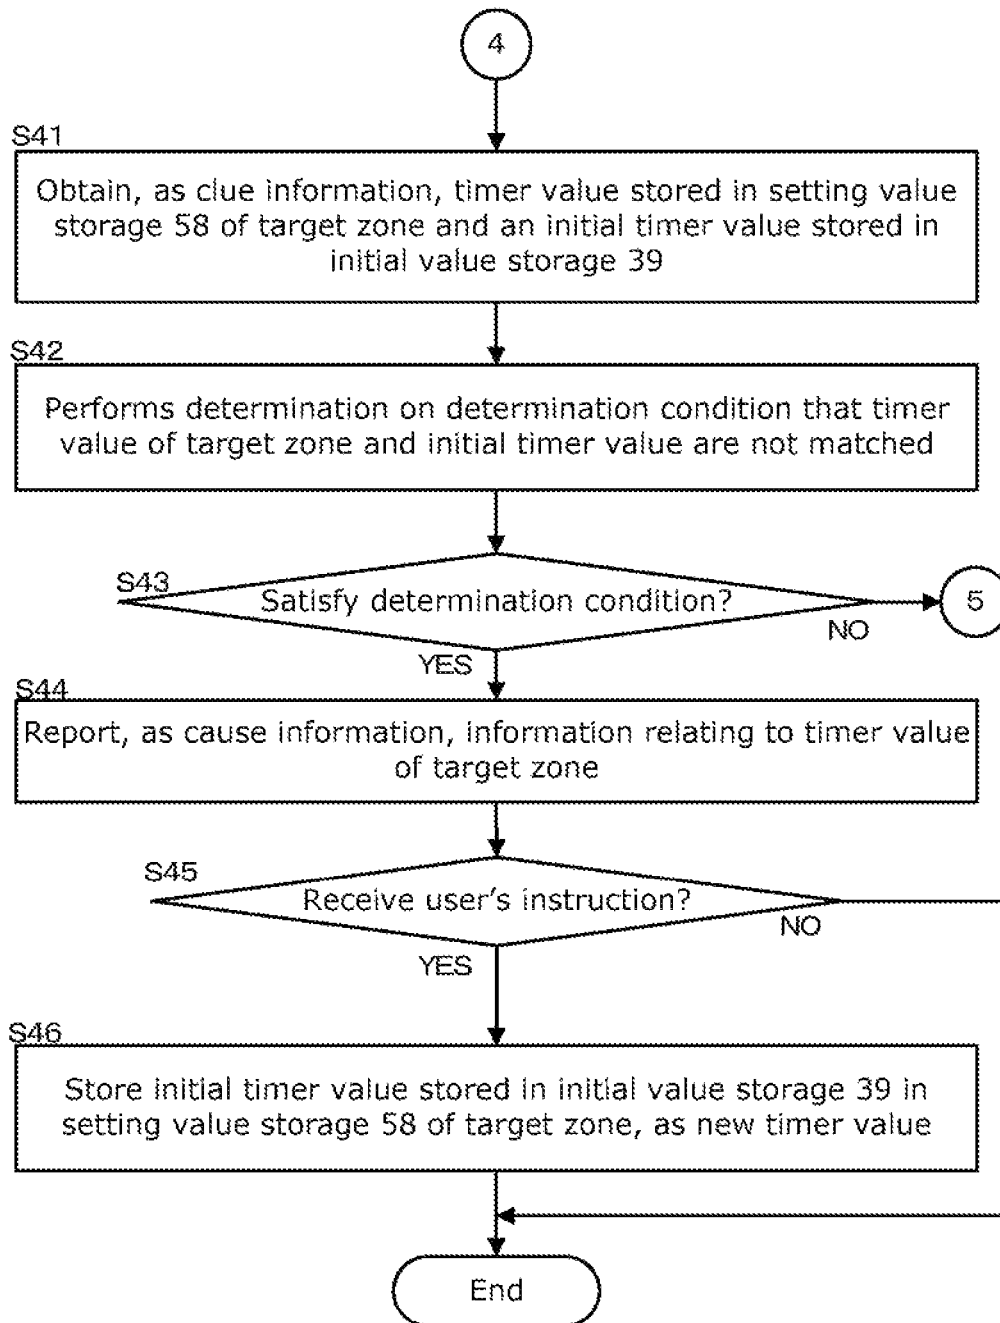 4
S41
Obtain, as clue information, timer value stored in setting value
storage 58 of target zone and an initial timer value stored in
initial value storage 39
S42
Performs determination on determination condition that timer
value of target zone and initial timer value are not matched
S43
Satisfy determination condition?
5
NO
YES
S44
Report, as cause information, information relating to timer value
of target zone
S45
Receive user's instruction?
NO
YES
S46
Store initial timer value stored in initial value storage 39 in
setting value storage 58 of target zone, as new timer value
End